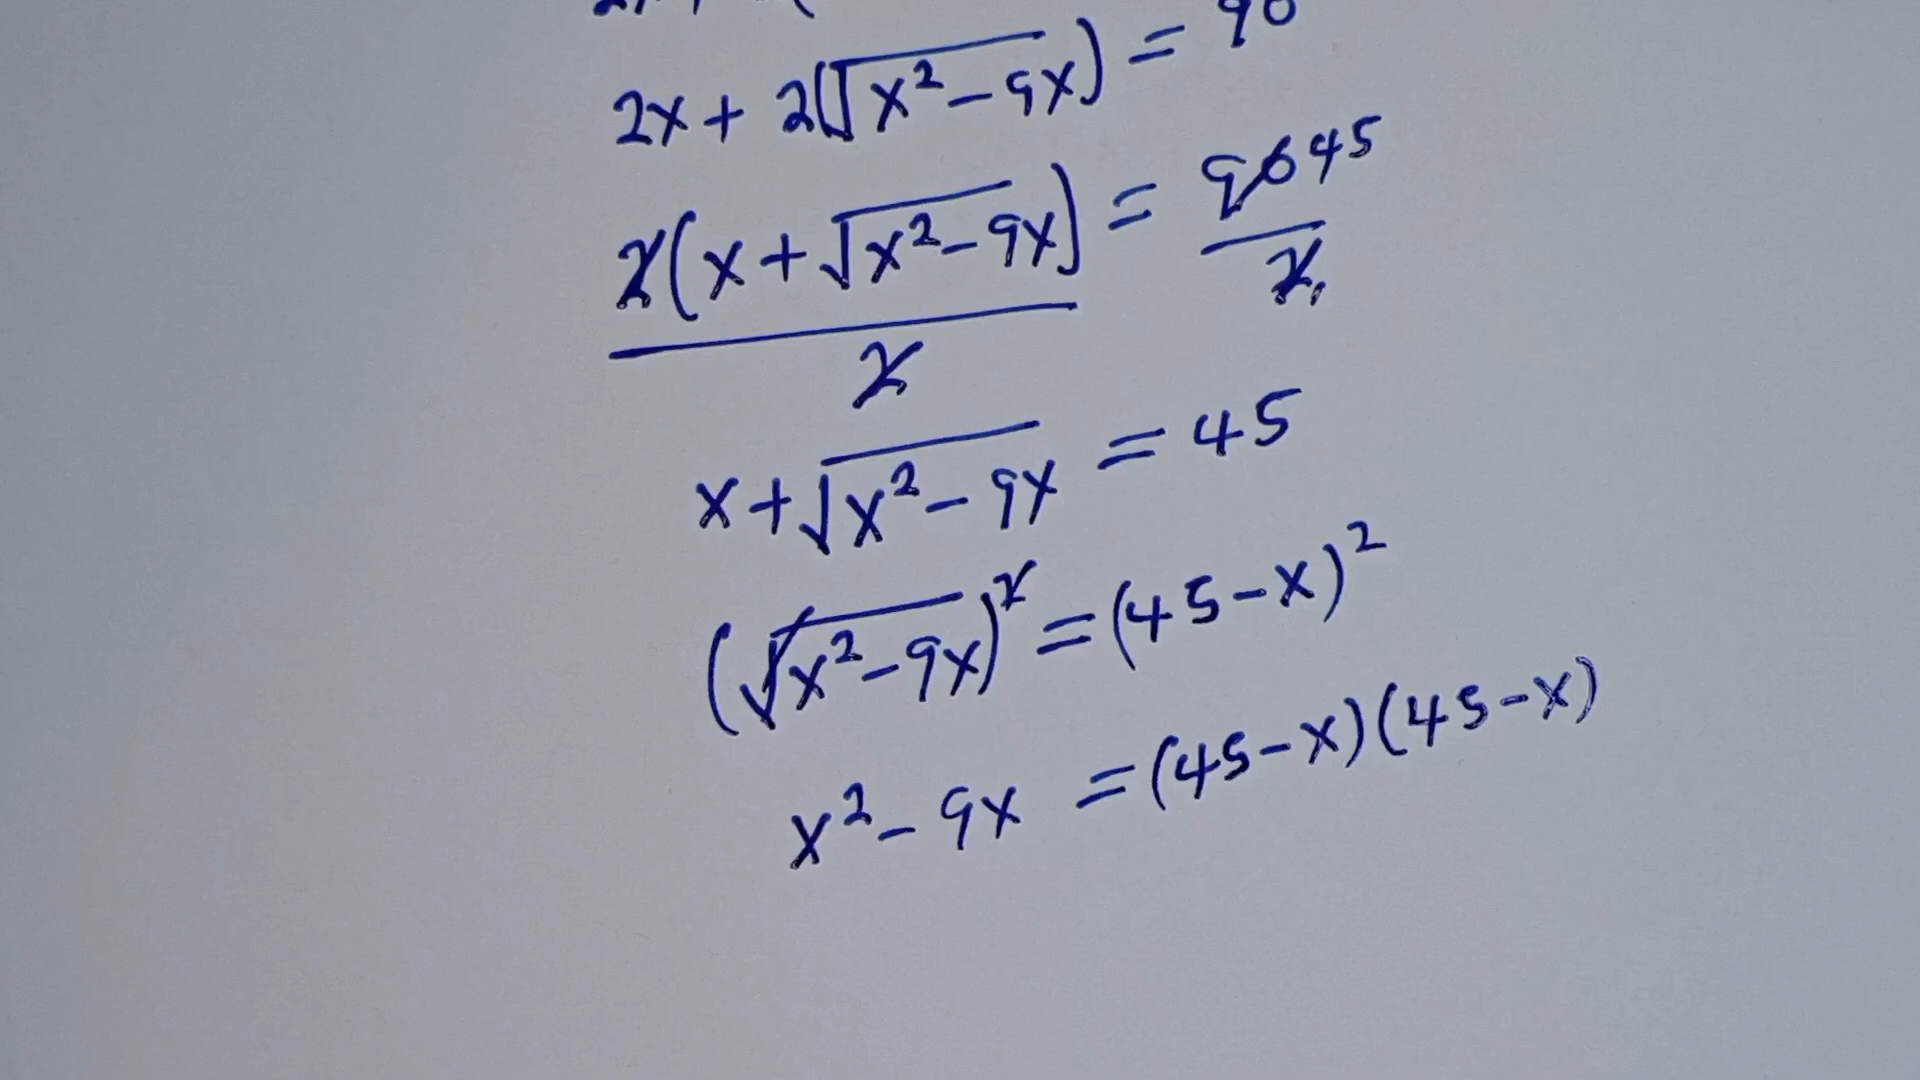 2x + 2(√x² - 9x) = 90
2(x + √x² - 9x) / 2 = 90 45 / 2 1
x + √x² - 9x = 45
(√x² - 9x)² = (45 - x)²
x² - 9x = (45 - x)(45 - x)